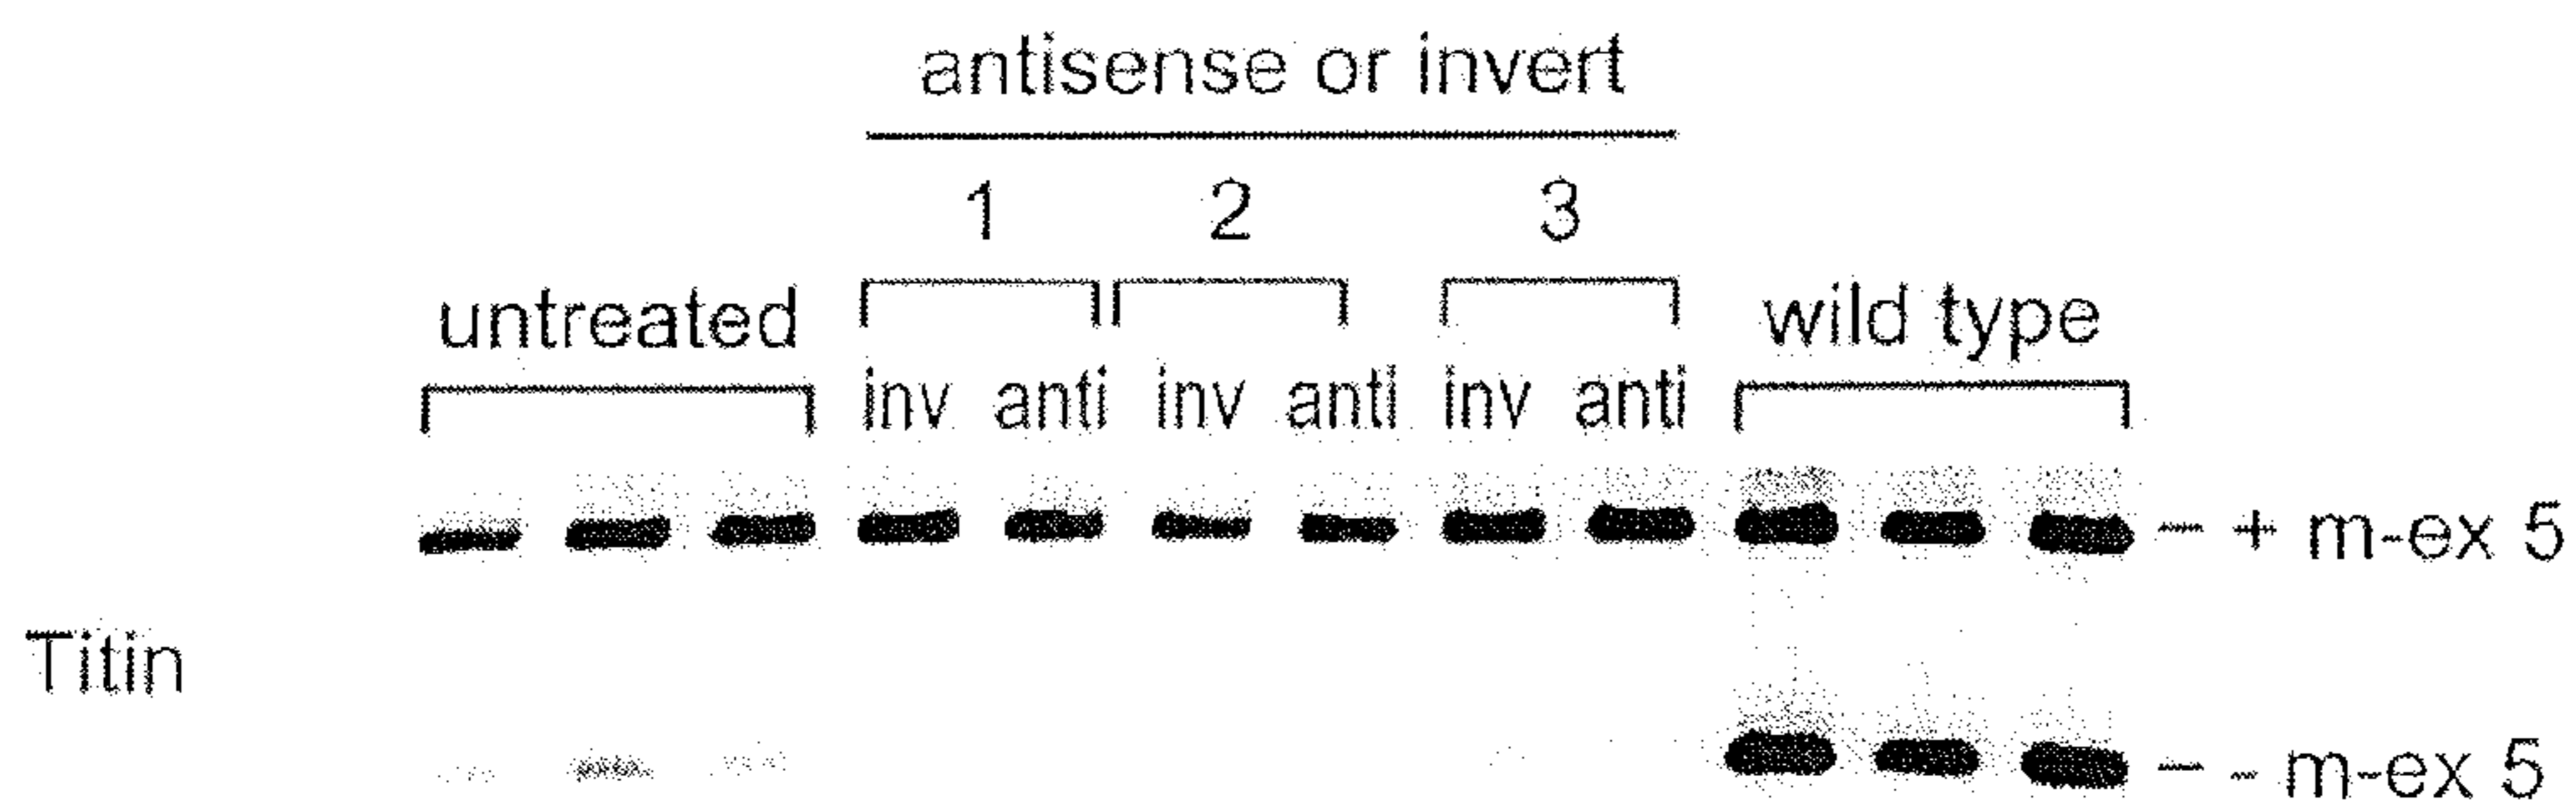 antisense or invert
1 2 3
untreated wild type
inv anti inv anti inv anti
– + m-ex 5
Titin
– - m-ex 5